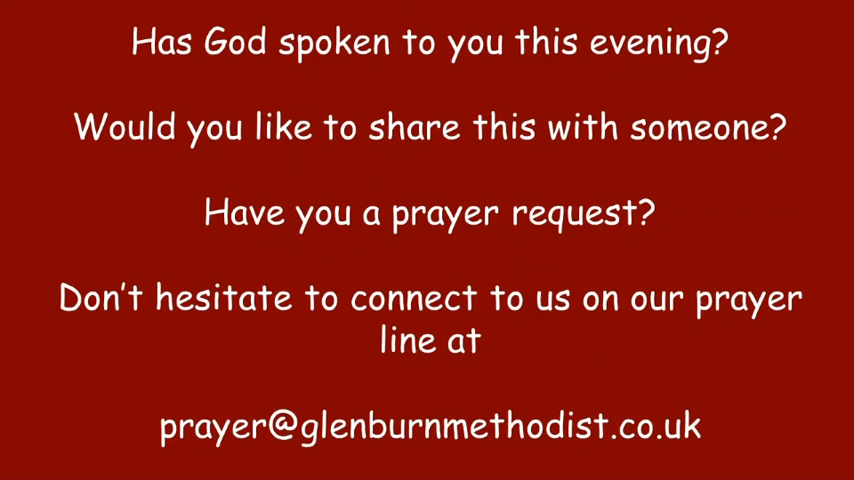 Has God spoken to you this evening?
Would you like to share this with someone?
Have you a prayer request?
Don't hesitate to connect to us on our prayer
line at
prayer@glenburnmethodist.co.uk